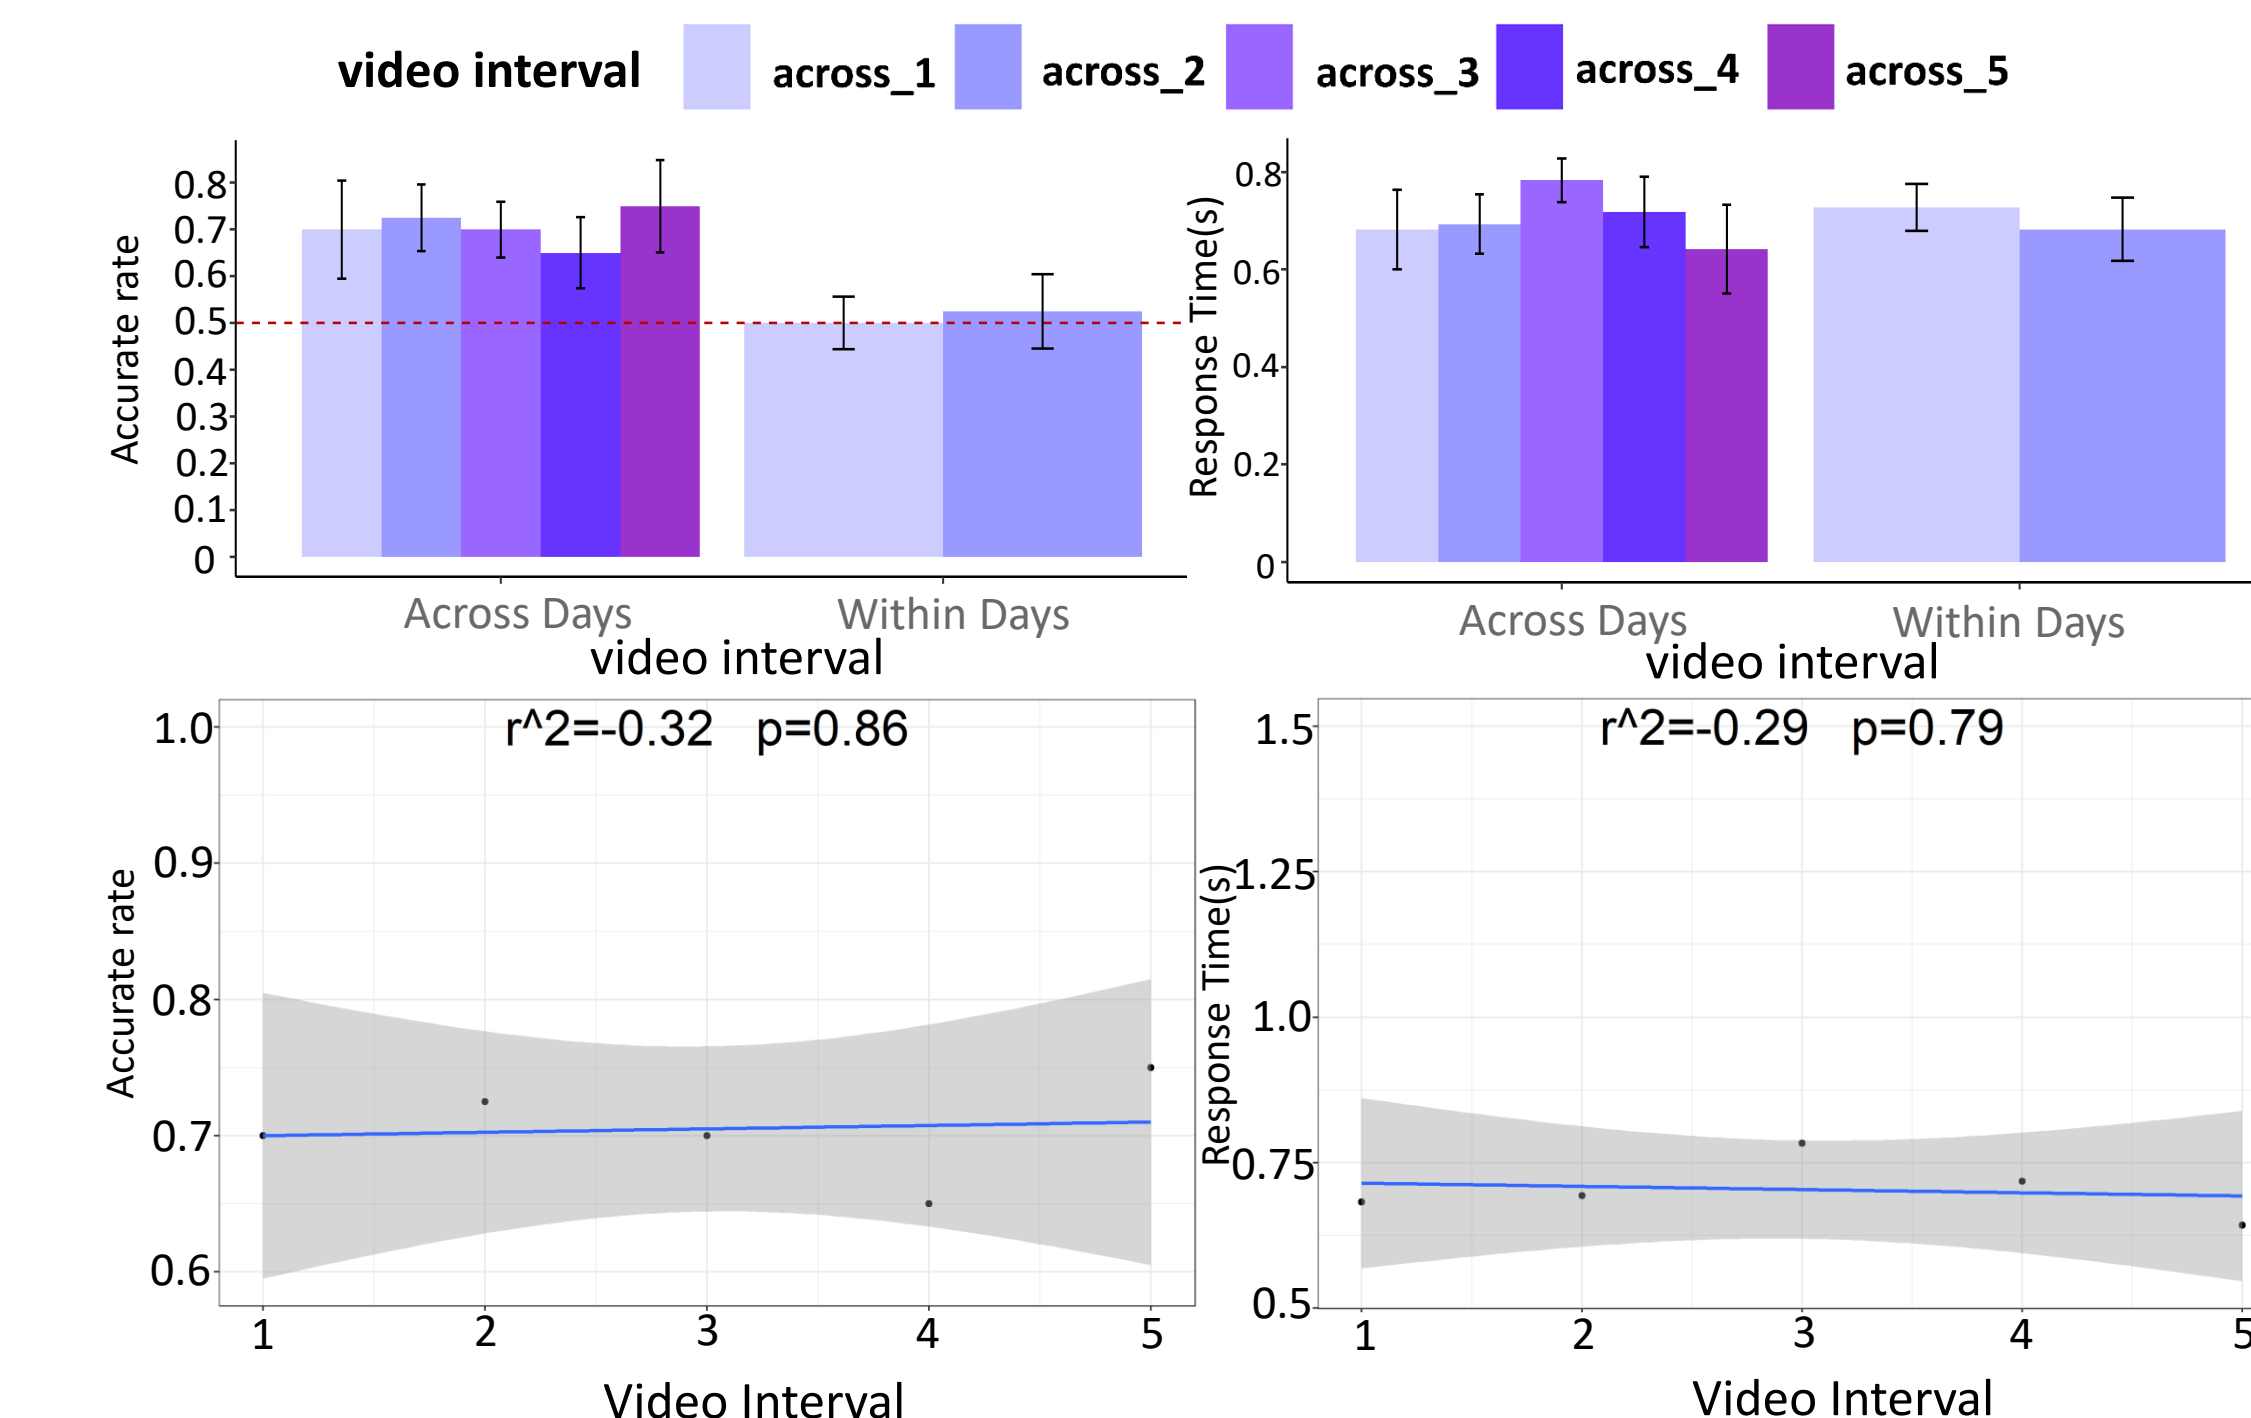 video interval across_1 across_2 across_3 across_4 across_5
Accurate rate
0.8
0.7
0.6
0.5
0.4
0.3
0.2
0.1
0
Across Days Within Days
video interval
Response Time(s)
0.8
0.6
0.4
0.2
0
Across Days Within Days
video interval
r^2=-0.32 p=0.86
Accurate rate
1.0
0.9
0.8
0.7
0.6
1 2 3 4 5
Video Interval
r^2=-0.29 p=0.79
Response Time(s)
1.5
1.25
1.0
0.75
0.5
1 2 3 4 5
Video Interval